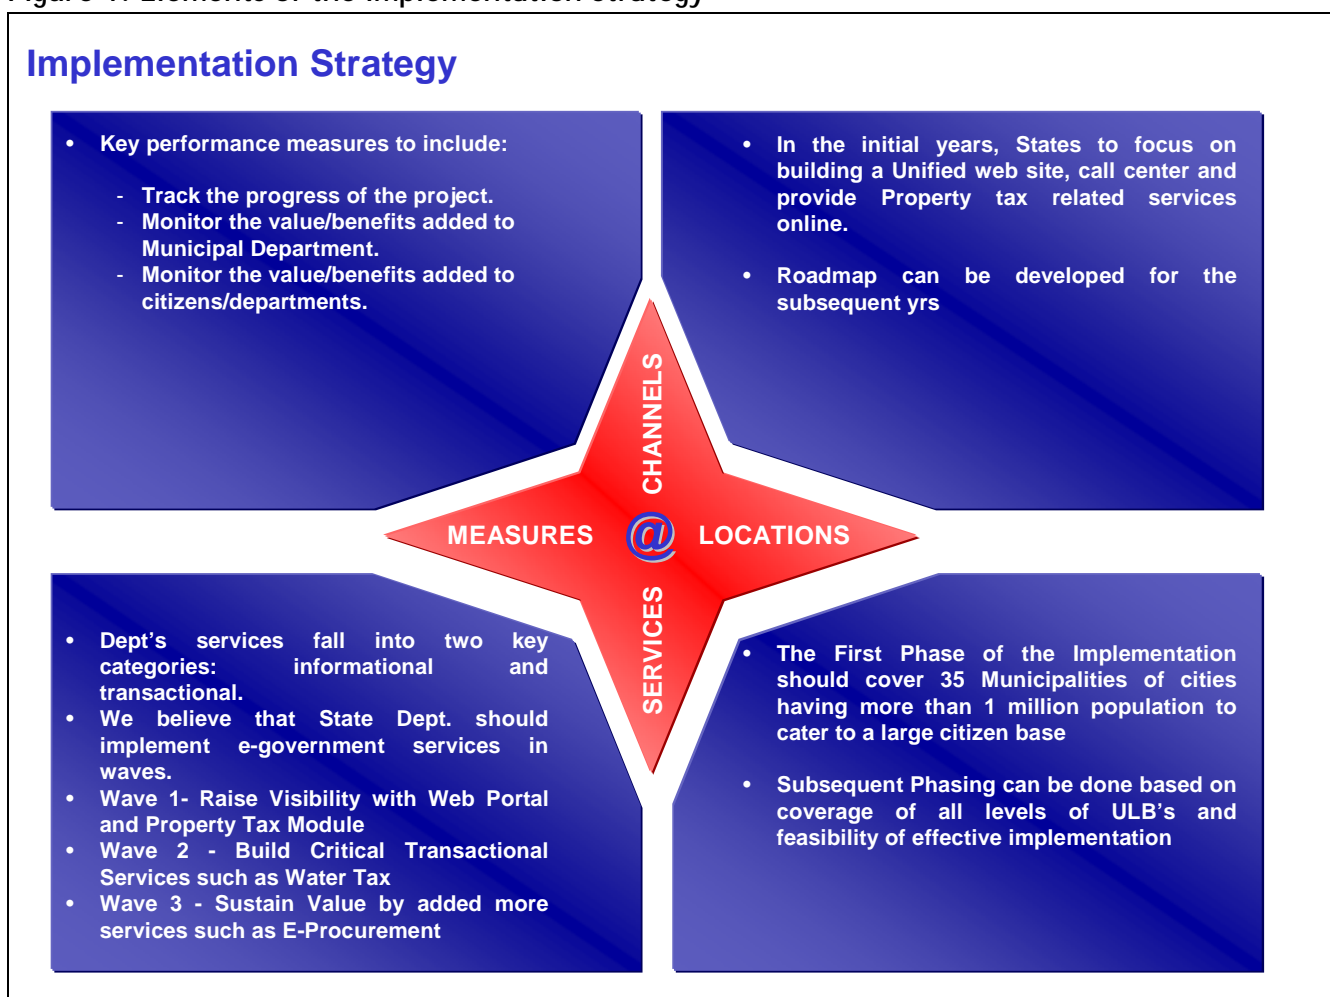 Figure 1: Elements of the implementation strategy
Implementation Strategy
• Key performance measures to include:
- Track the progress of the project.
- Monitor the value/benefits added to
Municipal Department.
- Monitor the value/benefits added to
citizens/departments.
• In the initial years, States to focus on
building a Unified web site, call center and
provide Property tax related services
online.
• Roadmap can be developed for the
subsequent yrs
CHANNELS
MEASURES
@
LOCATIONS
SERVICES
• Dept's services fall into two key
categories: informational and
transactional.
• We believe that State Dept. should
implement e-government services in
waves.
• Wave 1- Raise Visibility with Web Portal
and Property Tax Module
• Wave 2 - Build Critical Transactional
Services such as Water Tax
• Wave 3 - Sustain Value by added more
services such as E-Procurement
• The First Phase of the Implementation
should cover 35 Municipalities of cities
having more than 1 million population to
cater to a large citizen base
• Subsequent Phasing can be done based on
coverage of all levels of ULB's and
feasibility of effective implementation